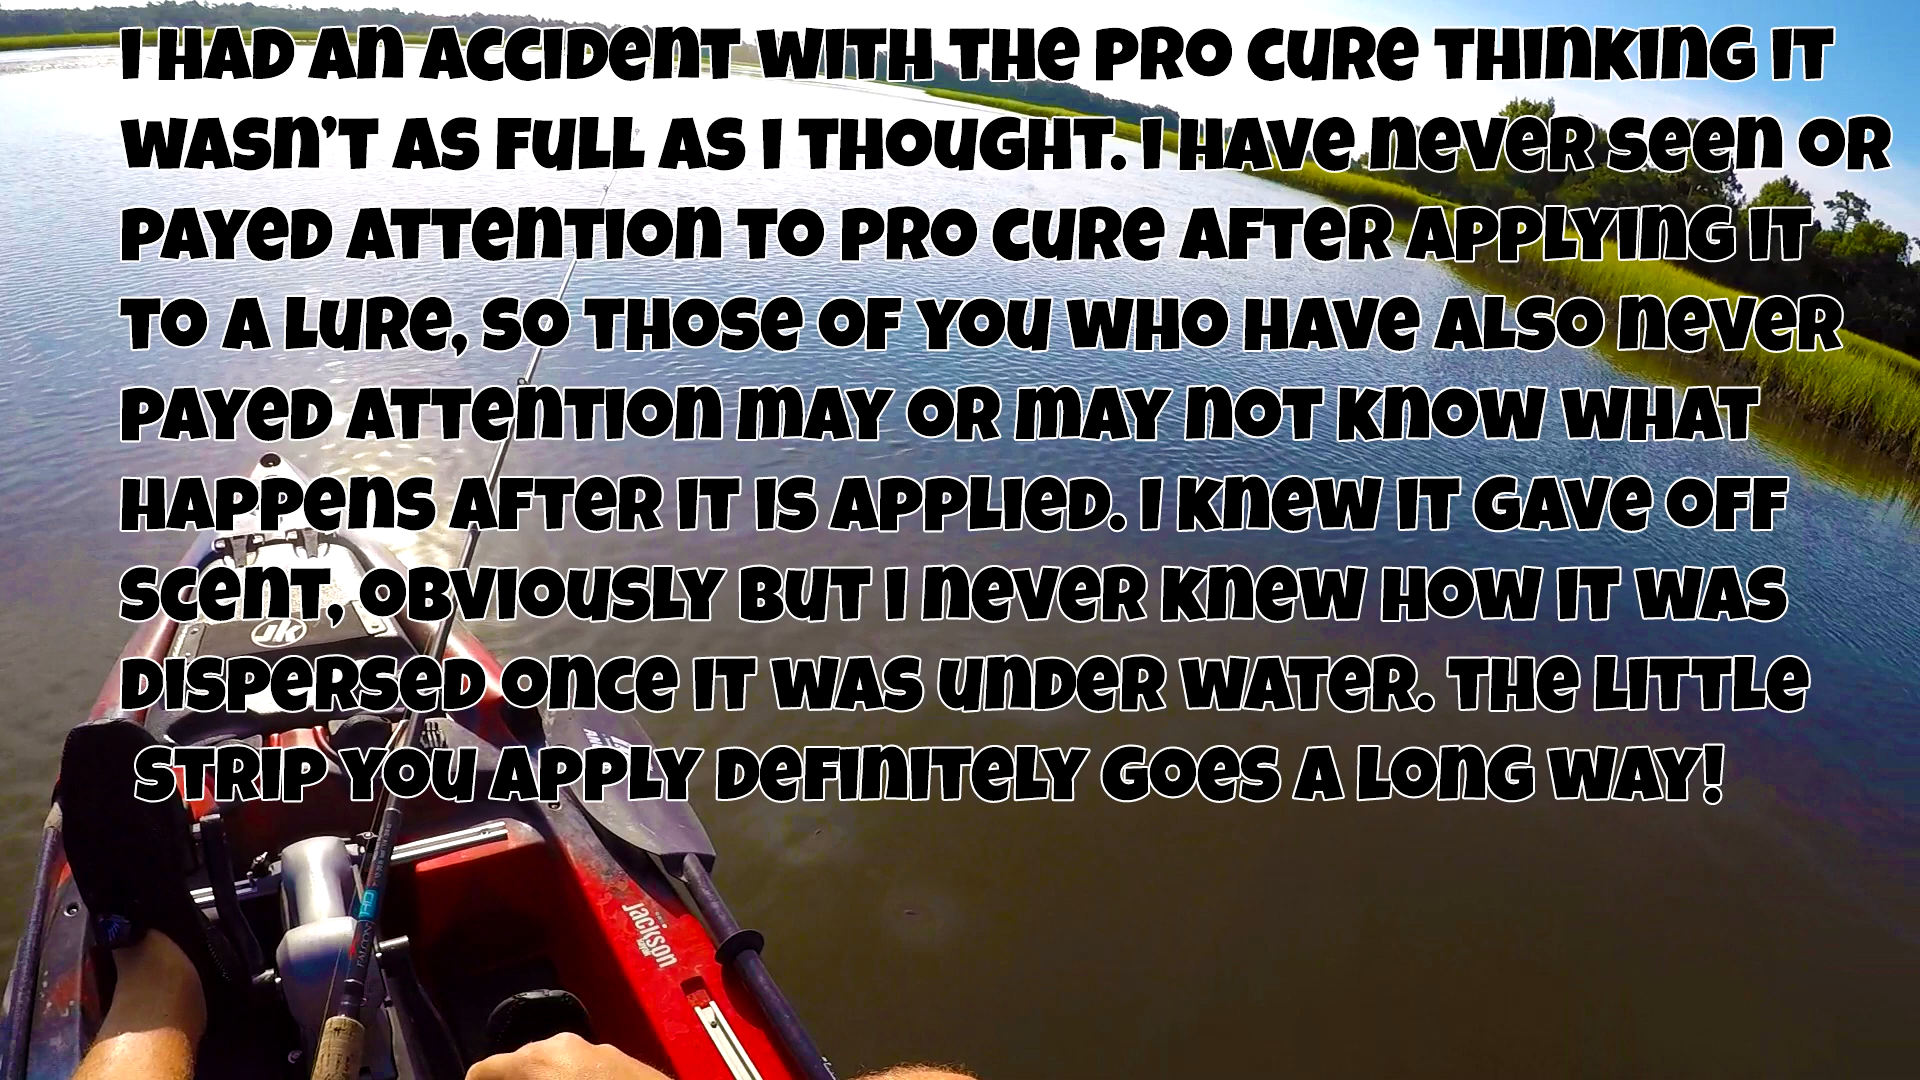 I HAD AN ACCIDENT WITH THE PRO CURE THINKING IT
WASN'T AS FULL AS I THOUGHT. I HAVE NEVER SEEN OR
PAYED ATTENTION TO PRO CURE AFTER APPLYING IT
TO A LURE, SO THOSE OF YOU WHO HAVE ALSO NEVER
PAYED ATTENTION MAY OR MAY NOT KNOW WHAT
HAPPENS AFTER IT IS APPLIED. I KNEW IT GAVE OFF
SCENT, OBVIOUSLY BUT I NEVER KNEW HOW IT WAS
DISPERSED ONCE IT WAS UNDER WATER. THE LITTLE
STRIP YOU APPLY DEFINITELY GOES A LONG WAY!
JK
HD
FALCON
Jackson